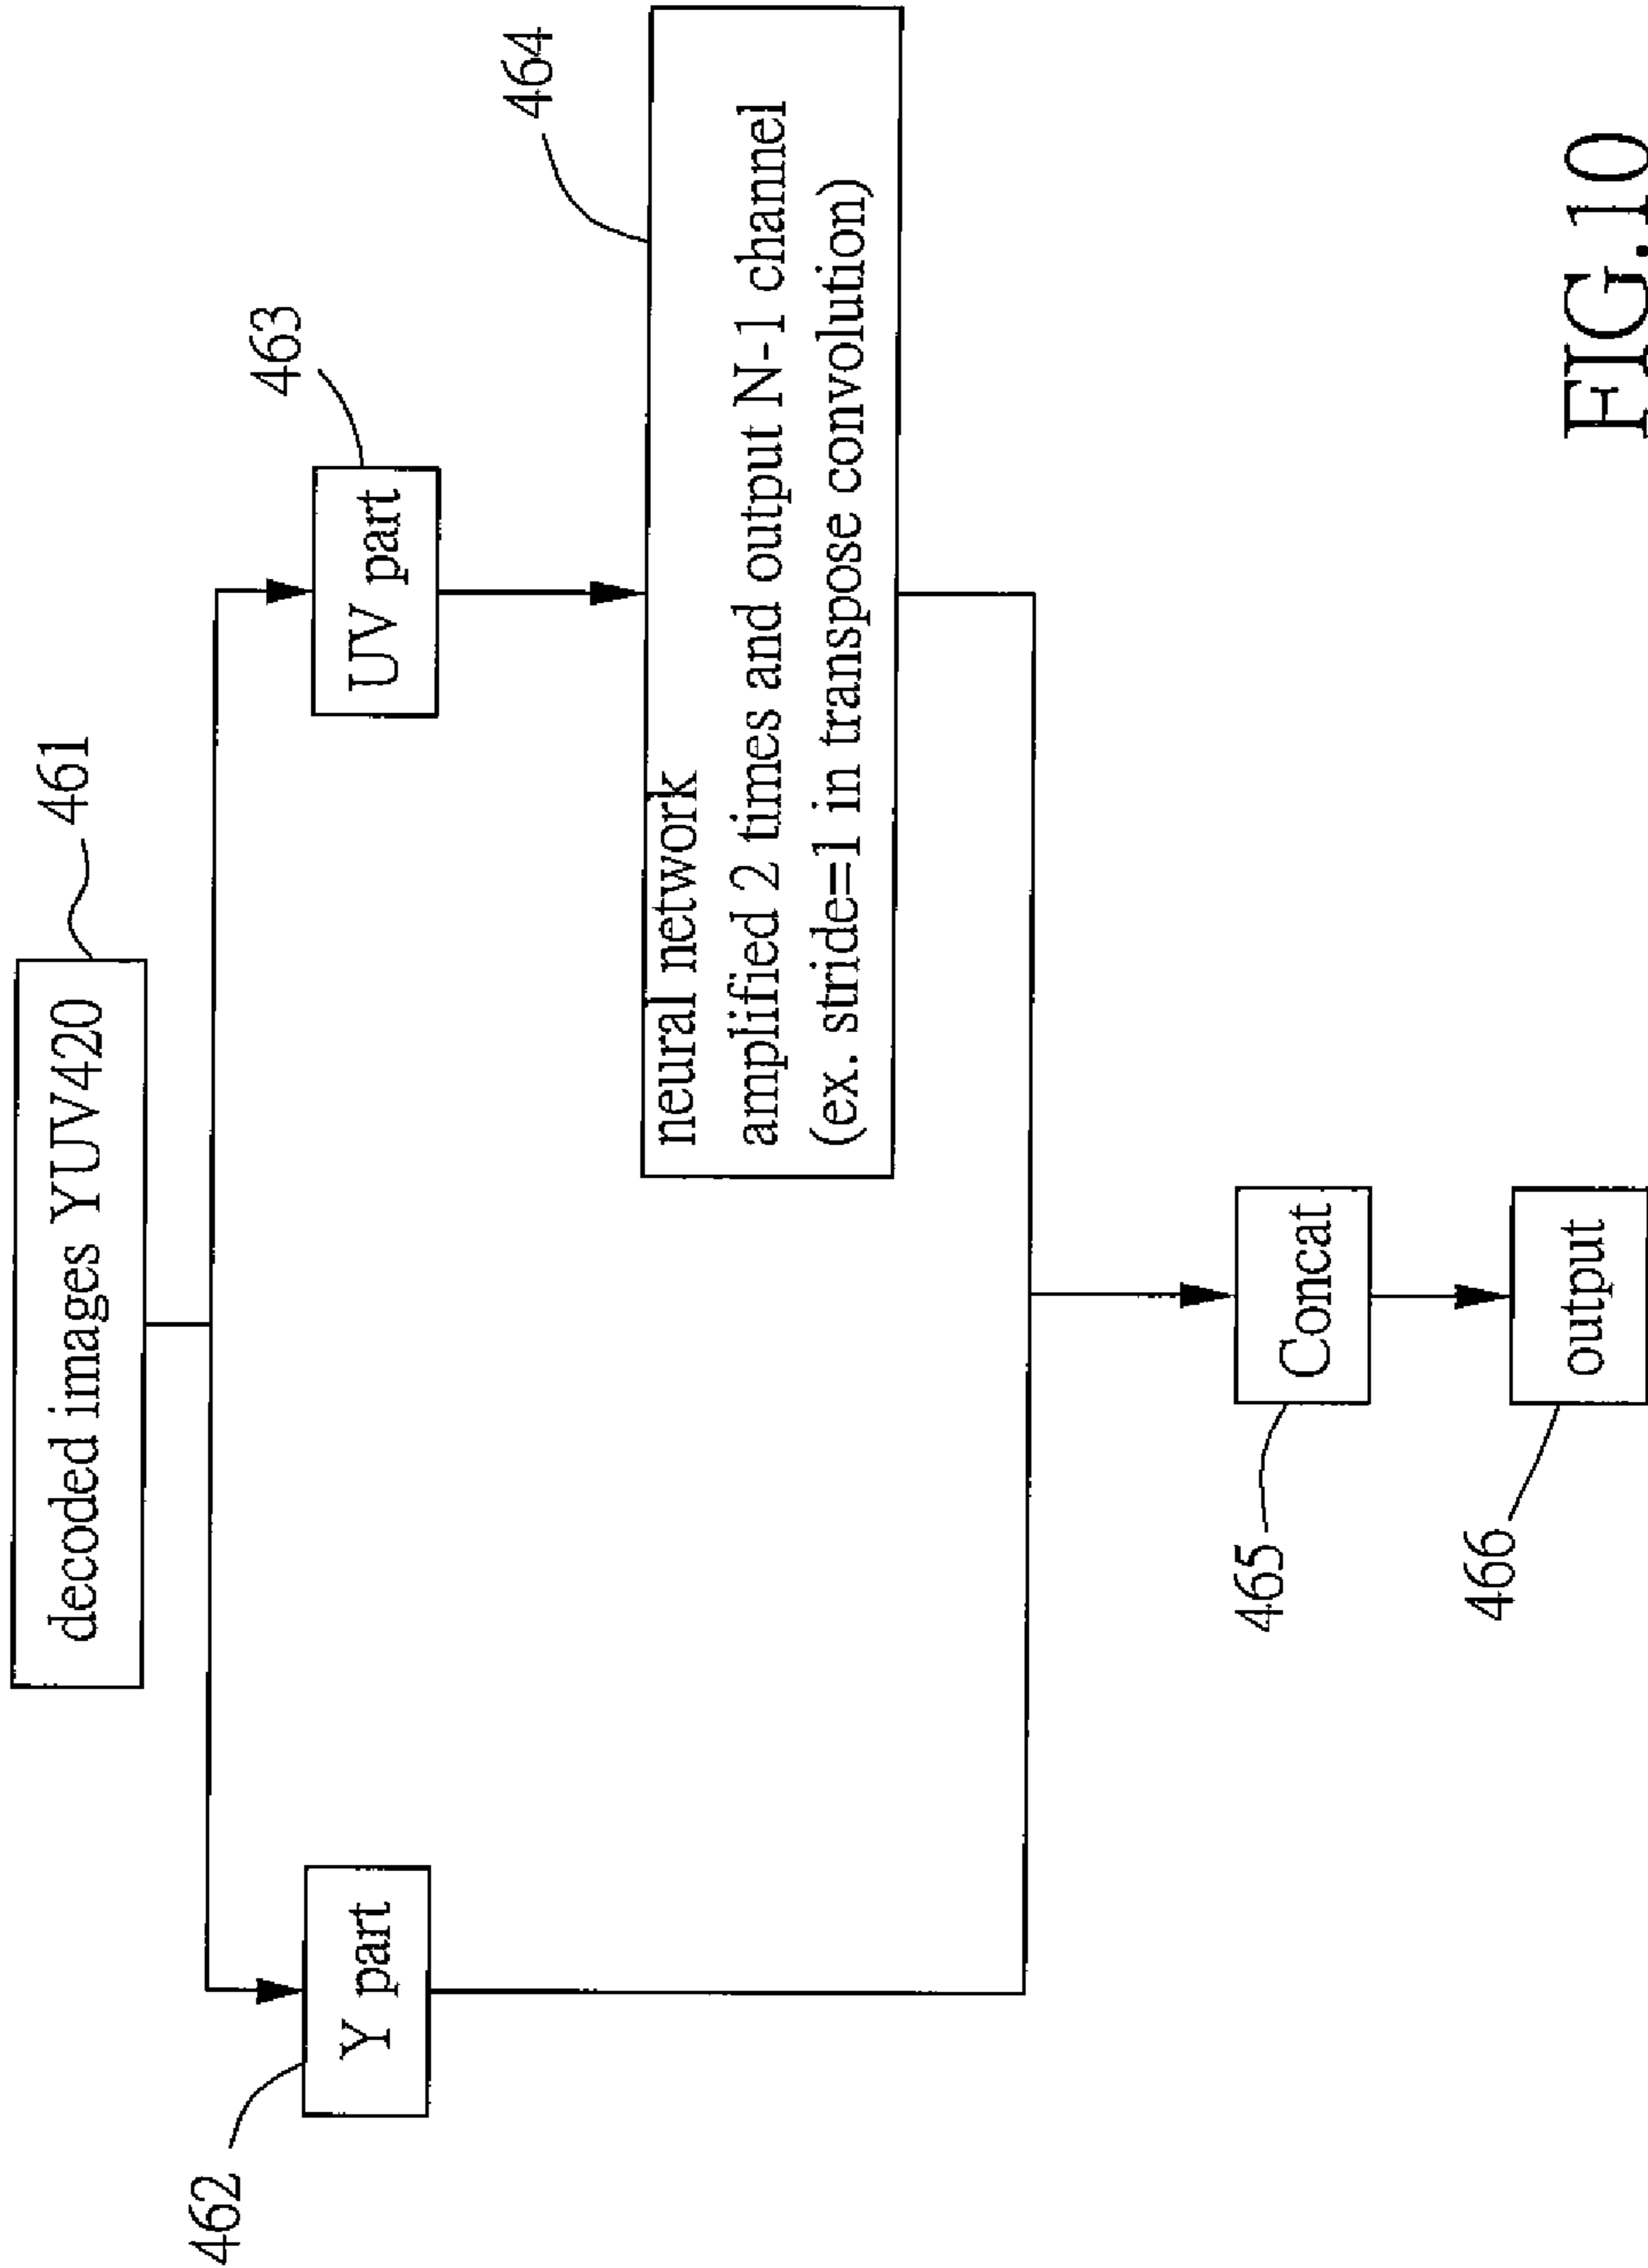 decoded images YUV420
461
462
Y part
UV part
463
464
neural network
amplified 2 times and output N-1 channel
(ex. stride=1 in transpose convolution)
465
Concat
466
output
FIG.10